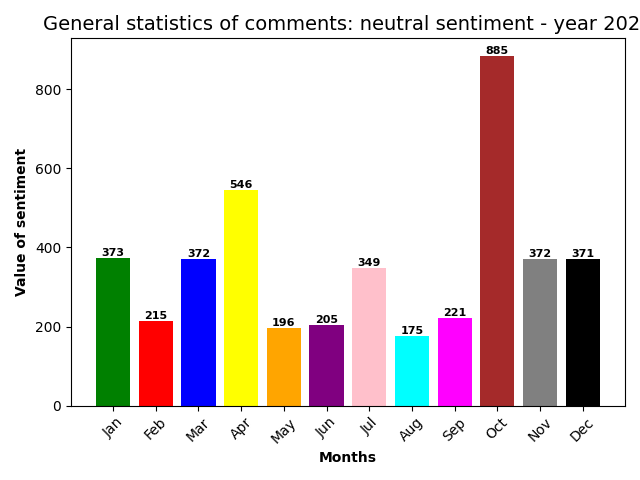 General statistics of comments: neutral sentiment - year 202
885
800
600
546
Value of sentiment
400
373
372
349
372
371
215
196
205
175
221
200
0
Jan
Feb
Mar
Apr
May
Jun
Jul
Aug
Sep
Oct
Nov
Dec
Months